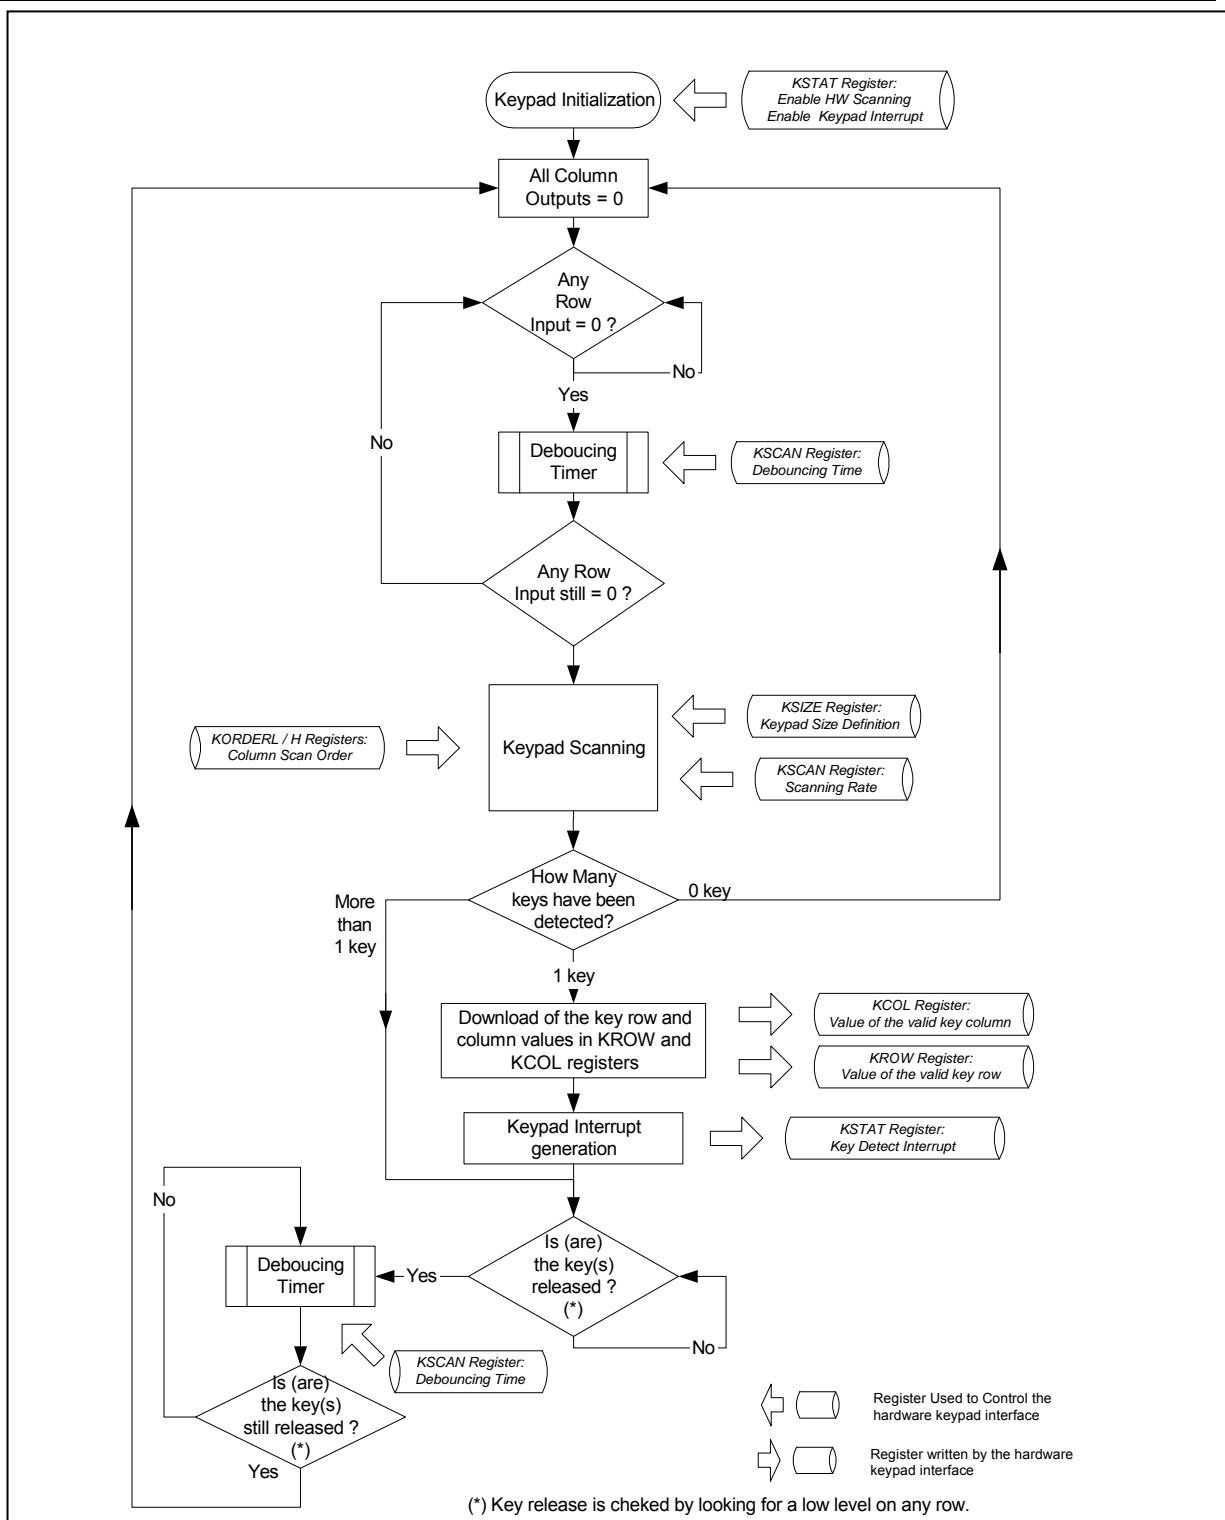 Keypad Initialization
KSTAT Register:
Enable HW Scanning
Enable Keypad Interrupt
All Column
Outputs = 0
Any
Row
Input = 0 ?
No
Yes
No
Deboucing
Timer
KSCAN Register:
Debouncing Time
Any Row
Input still = 0 ?
KSIZE Register:
Keypad Size Definition
KORDERL / H Registers:
Column Scan Order
Keypad Scanning
KSCAN Register:
Scanning Rate
How Many
keys have been
detected?
0 key
More
than
1 key
1 key
Download of the key row and
column values in KROW and
KCOL registers
KCOL Register:
Value of the valid key column
KROW Register:
Value of the valid key row
Keypad Interrupt
generation
KSTAT Register:
Key Detect Interrupt
No
Is (are)
the key(s)
released ?
(*)
Yes
No
Deboucing
Timer
KSCAN Register:
Debouncing Time
Is (are)
the key(s)
still released ?
(*)
Yes
Register Used to Control the
hardware keypad interface
Register written by the hardware
keypad interface
(*) Key release is cheked by looking for a low level on any row.